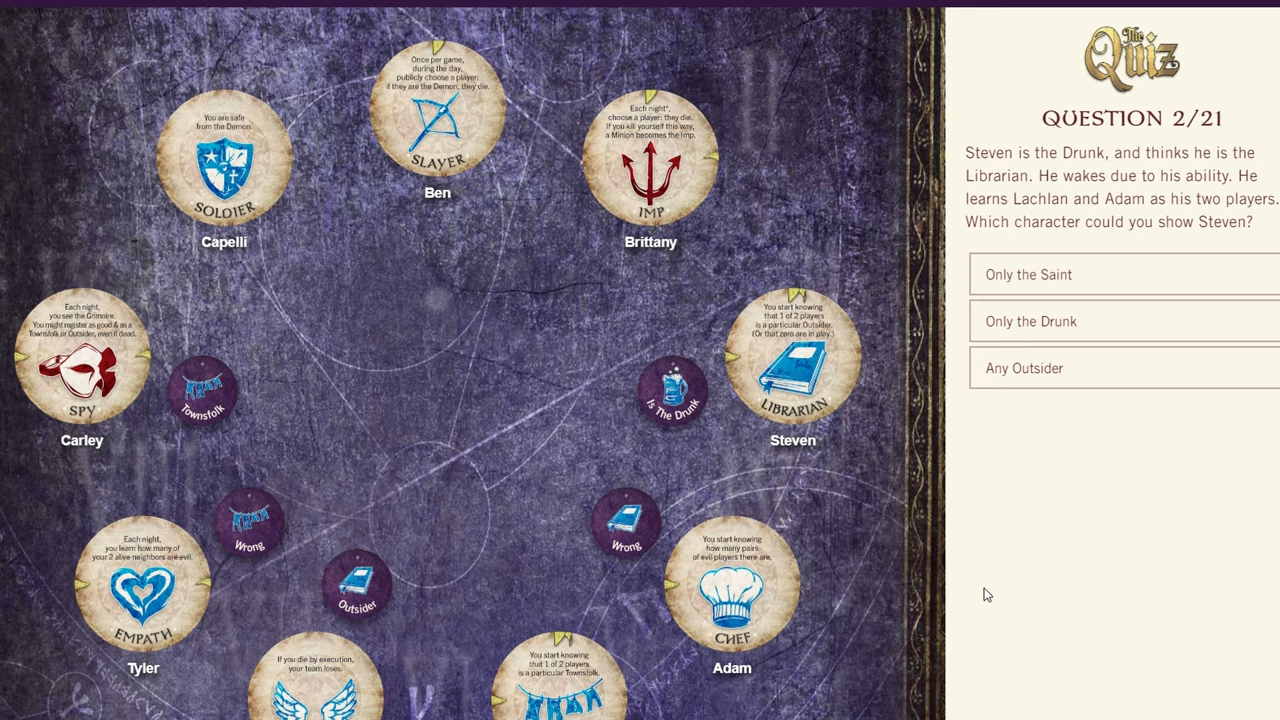 Once per game,
during the day,
publicly choose a player:
if they are the Demon, they die.
SLAYER
Ben
You are safe
from the Demon.
SOLDIER
Capelli
Each night*,
choose a player: they die.
If you kill yourself this way,
a Minion becomes the Imp.
IMP
Brittany
Each night,
you see the Grimoire.
You might register as good & as a
Townsfolk or Outsider, even if dead.
SPY
Carley
Townsfolk
Is The Drunk
You start knowing
that 1 of 2 players
is a particular Outsider.
(Or that zero are in play.)
LIBRARIAN
Steven
Each night,
you learn how many of
your 2 alive neighbors are evil.
EMPATH
Tyler
Wrong
Outsider
Wrong
You start knowing
how many pairs
of evil players there are.
CHEF
Adam
If you die by execution,
your team loses.
You start knowing
that 1 of 2 players
is a particular Townsfolk.
The
Quiz
QUESTION 2/21
Steven is the Drunk, and thinks he is the
Librarian. He wakes due to his ability. He
learns Lachlan and Adam as his two players.
Which character could you show Steven?
Only the Saint
Only the Drunk
Any Outsider